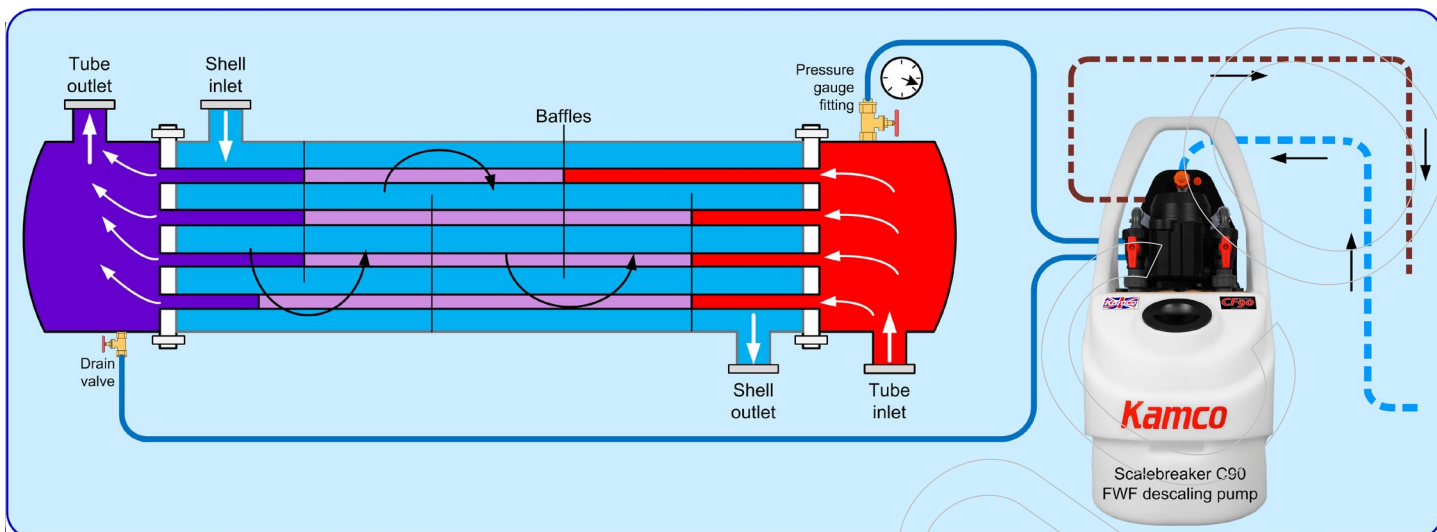 Tube
outlet
Shell
inlet
Baffles
Pressure
gauge
fitting
Drain
valve
Shell
outlet
Tube
inlet
Kamco
CF90
Kamco
Scalebreaker C90
FWF descaling pump